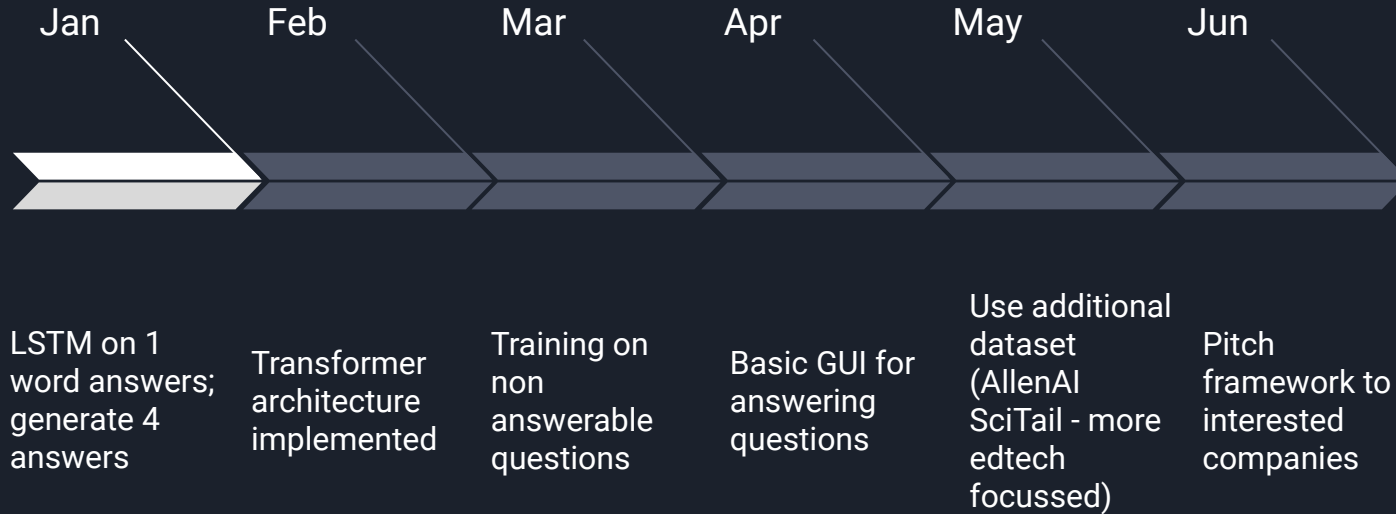 Jan
Feb
Mar
Apr
May
Jun
LSTM on 1
word answers;
generate 4
answers
Transformer
architecture
implemented
Training on
non
answerable
questions
Basic GUI for
answering
questions
Use additional
dataset
(AllenAI
SciTail - more
edtech
focussed)
Pitch
framework to
interested
companies